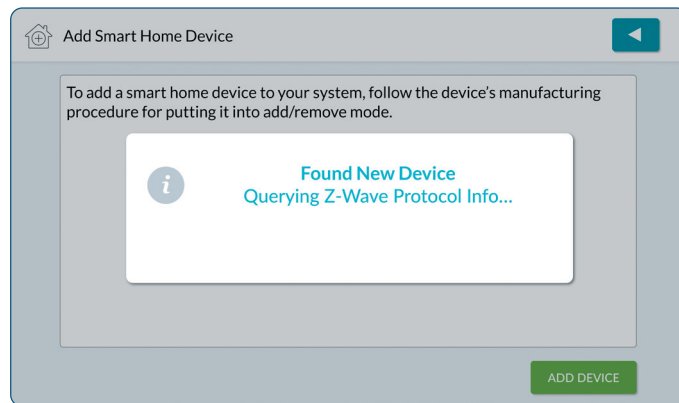 Add Smart Home Device
To add a smart home device to your system, follow the device's manufacturing
procedure for putting it into add/remove mode.
i
Found New Device
Querying Z-Wave Protocol Info...
ADD DEVICE